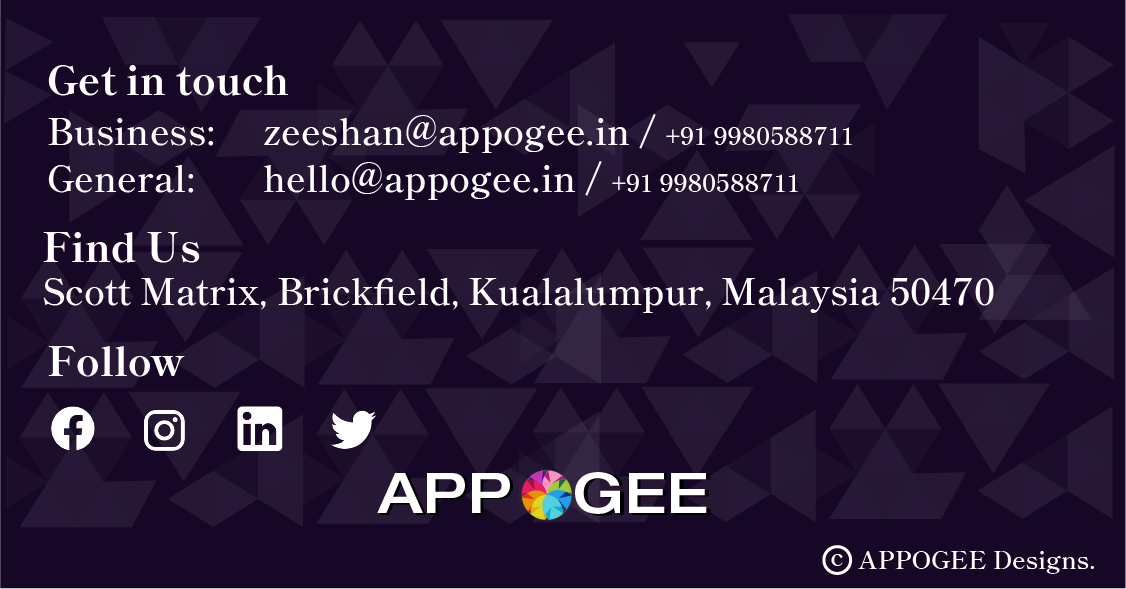 Get in touch
Business: zeeshan@appogee.in / +91 9980588711
General: hello@appogee.in / +91 9980588711
Find Us
Scott Matrix, Brickfield, Kualalumpur, Malaysia 50470
Follow
APPOGEE
© APPOGEE Designs.